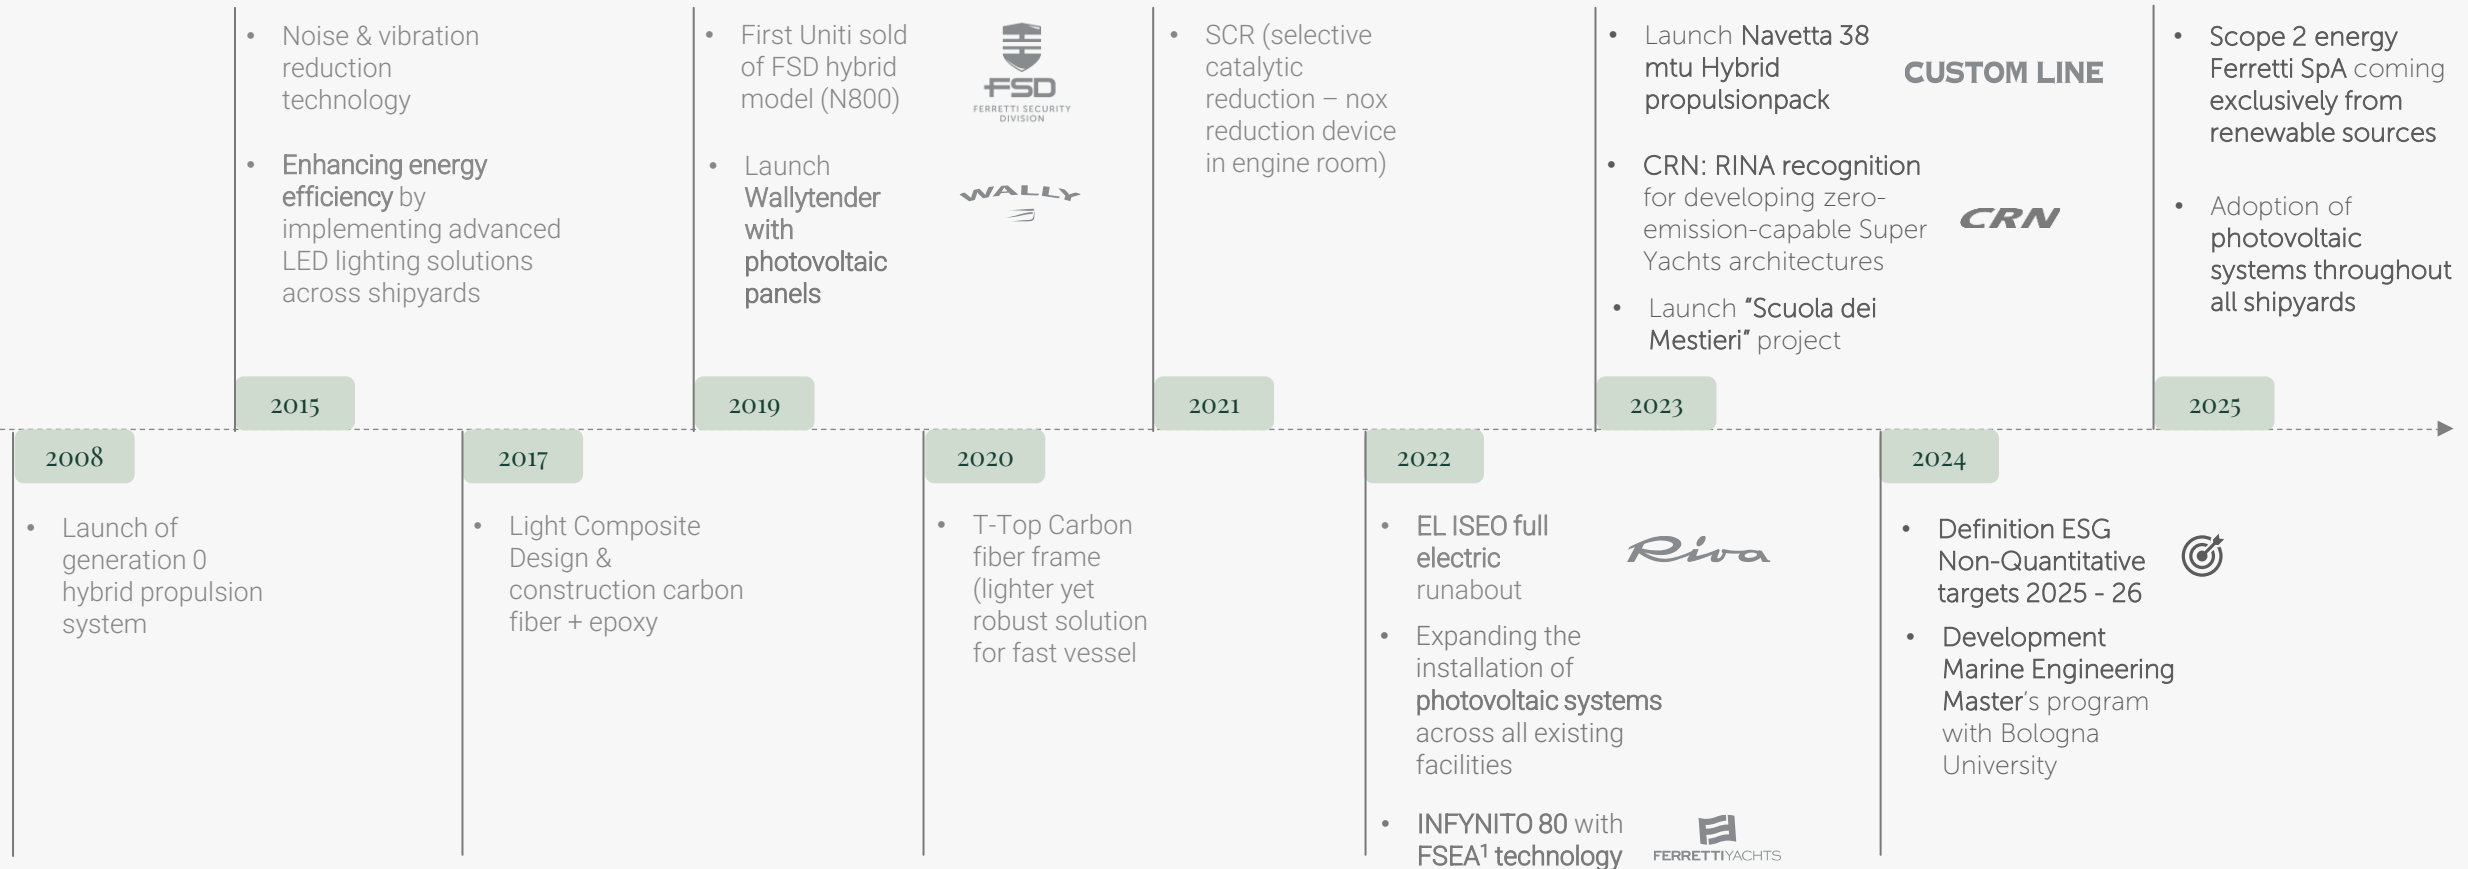 • Noise & vibration
reduction
technology
• Enhancing energy
efficiency by
implementing advanced
LED lighting solutions
across shipyards
2015
• First Uniti sold
of FSD hybrid
model (N800)
FSD
FERRETTI SECURITY
DIVISION
• Launch
Wallytender
with
photovoltaic
panels
WALLY
2019
• SCR (selective
catalytic
reduction – nox
reduction device
in engine room)
2021
• Launch Navetta 38
mtu Hybrid
propulsionpack
CUSTOM LINE
• CRN: RINA recognition
for developing zero-
emission-capable Super
Yachts architectures
CRN
• Launch “Scuola dei
Mestieri” project
2023
• Scope 2 energy
Ferretti SpA coming
exclusively from
renewable sources
• Adoption of
photovoltaic
systems throughout
all shipyards
2025
2008
• Launch of
generation 0
hybrid propulsion
system
2017
• Light Composite
Design &
construction carbon
fiber + epoxy
2020
• T-Top Carbon
fiber frame
(lighter yet
robust solution
for fast vessel
2022
• EL ISEO full
electric
runabout
Riva
• Expanding the
installation of
photovoltaic systems
across all existing
facilities
• INFYNITO 80 with
FSEA¹ technology
FERRETTIYACHTS
2024
• Definition ESG
Non-Quantitative
targets 2025 - 26
• Development
Marine Engineering
Master’s program
with Bologna
University